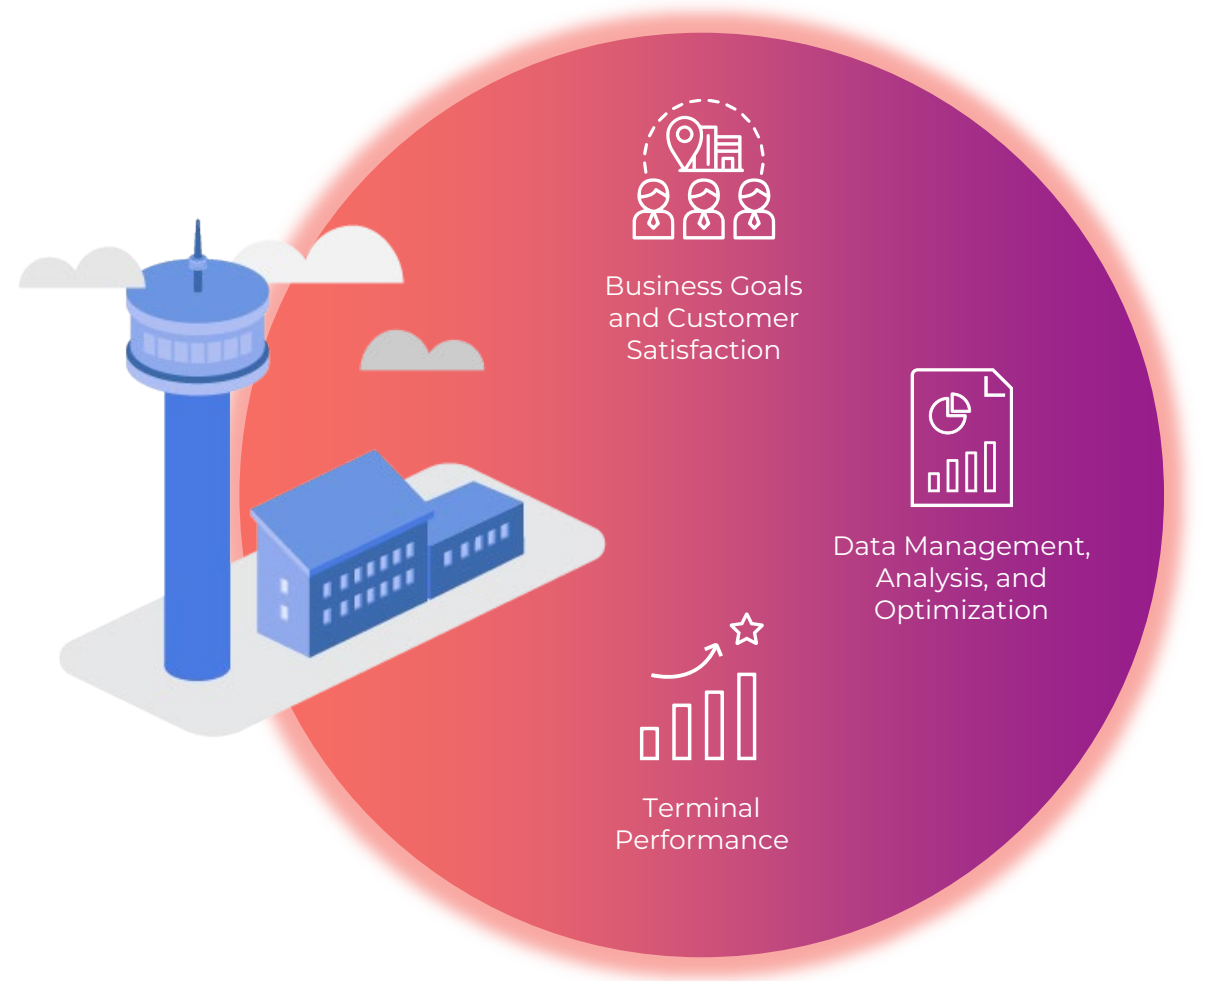 Business Goals
and Customer
Satisfaction
Data Management,
Analysis, and
Optimization
Terminal
Performance